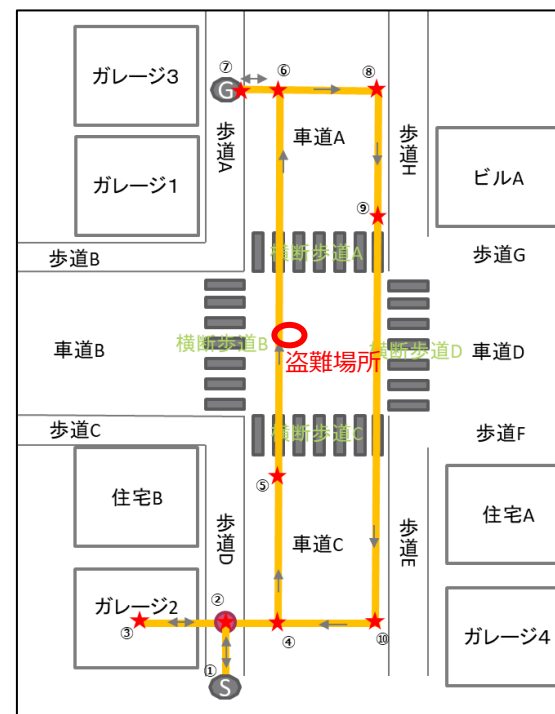 ⑦
⑥
⑧
ガレージ3
G
歩道A
車道A
歩道H
ガレージ1
ビルA
⑨
歩道B
横断歩道A
歩道G
車道B
横断歩道B
盗難場所
横断歩道D
車道D
歩道C
横断歩道C
歩道F
⑤
住宅B
歩道D
車道C
歩道E
住宅A
ガレージ2
②
③
④
⑩
ガレージ4
①
S